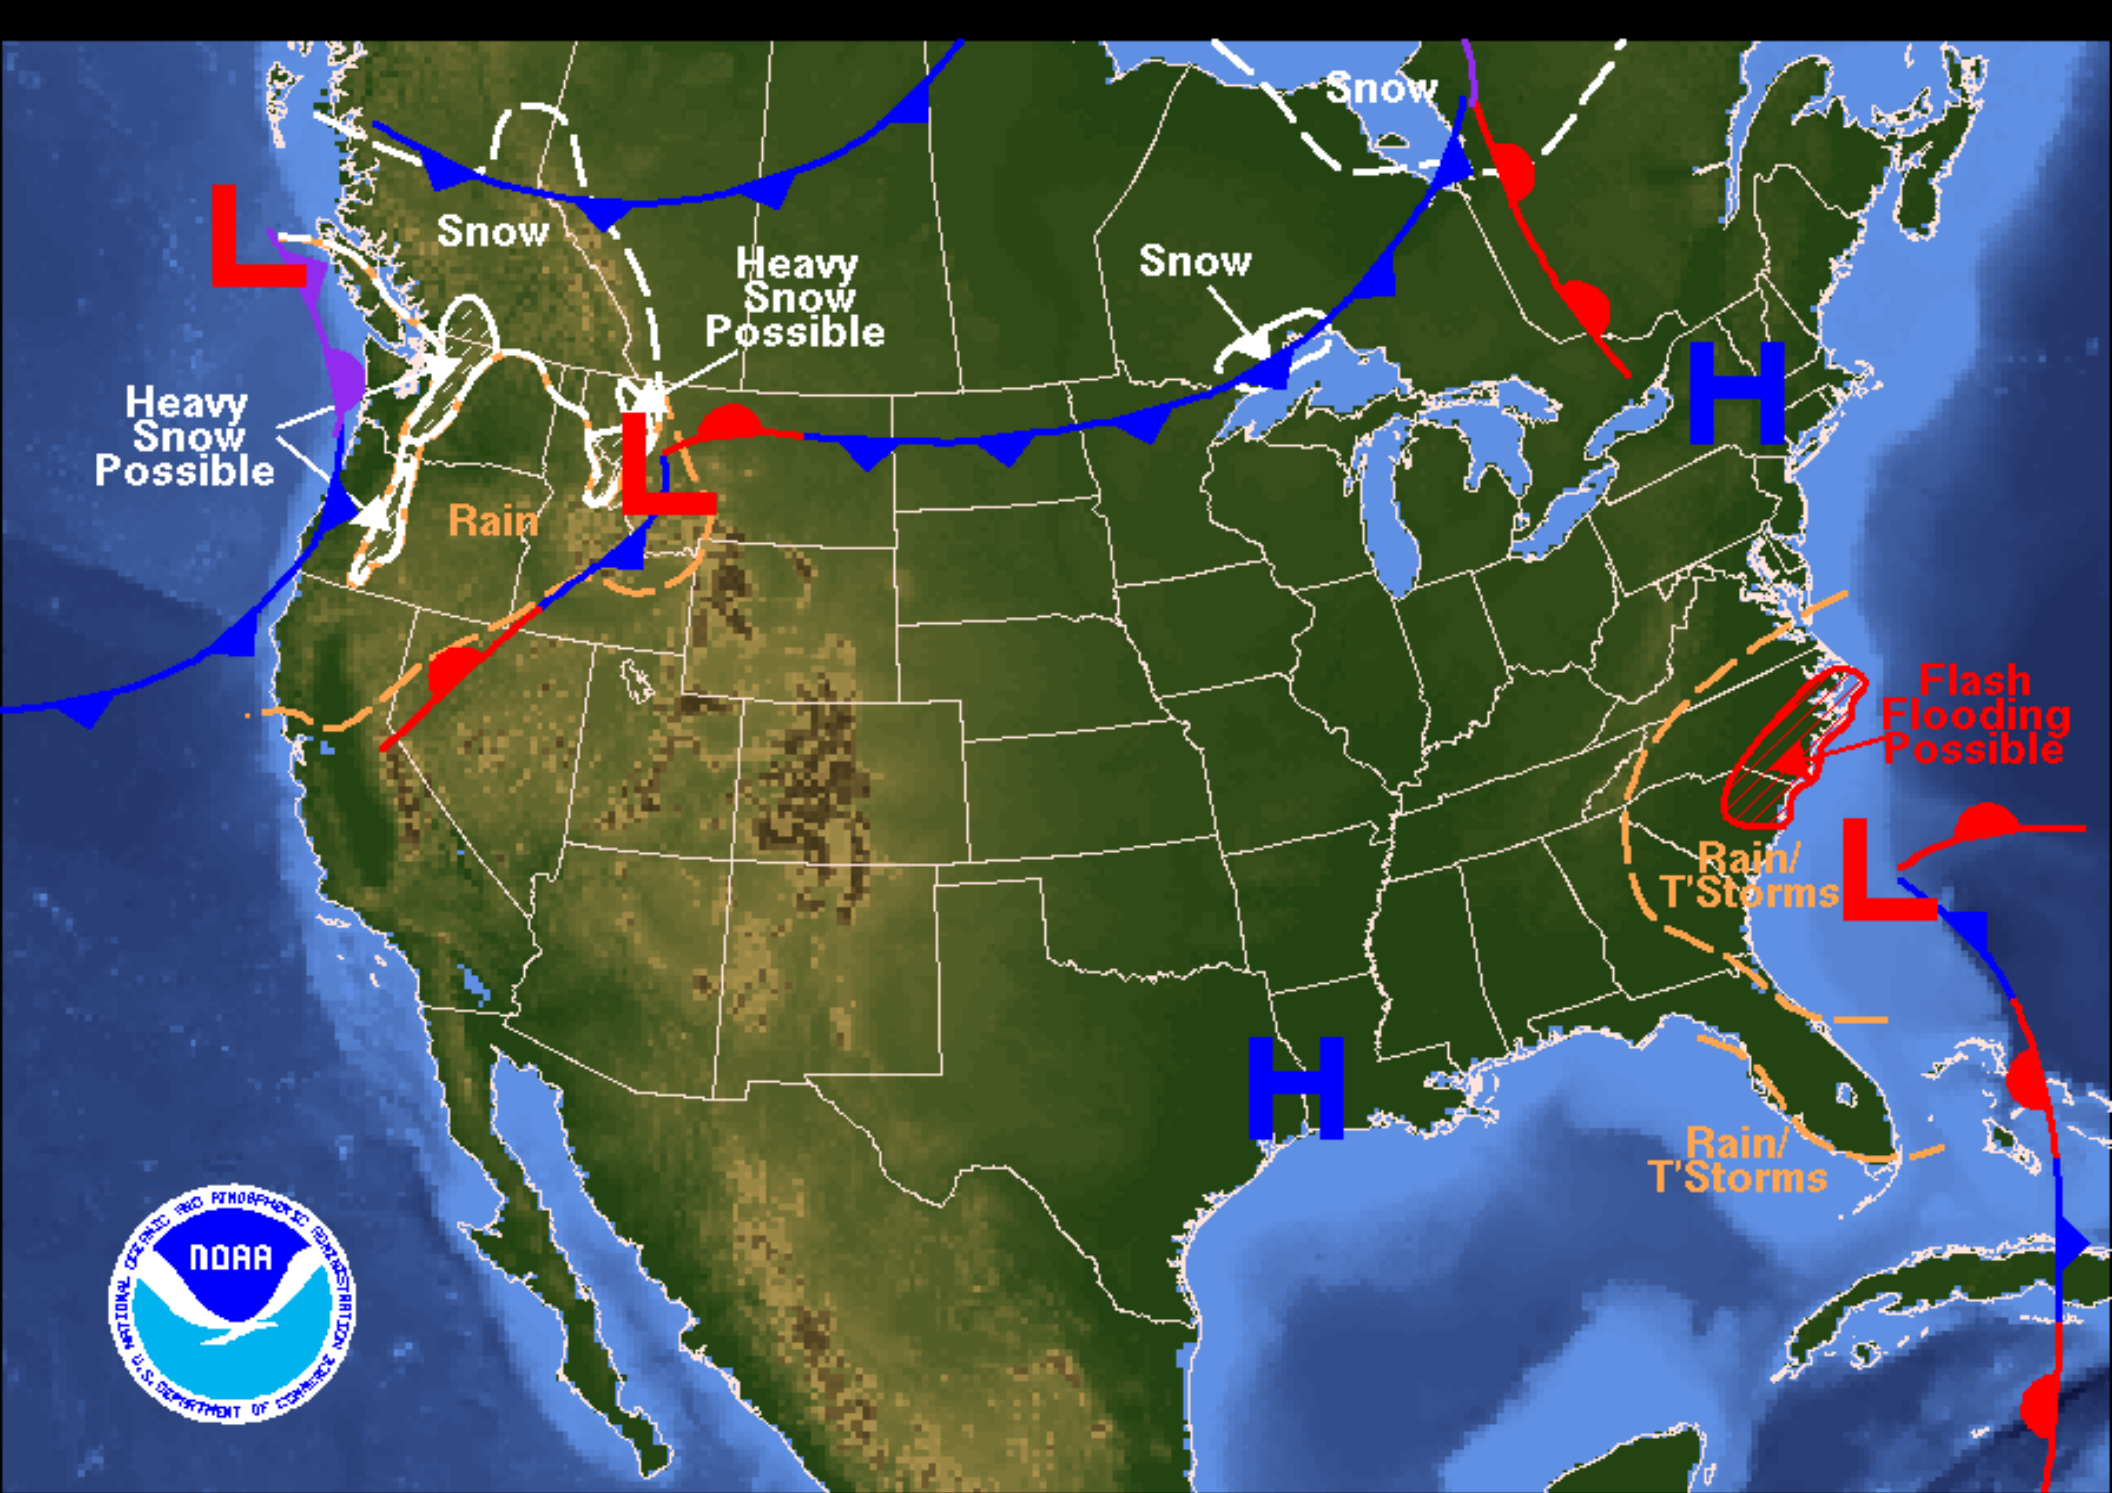 Snow
Snow
Heavy
Snow
Possible
Snow
Heavy
Snow
Possible
Rain
L
L
H
Flash
Flooding
Possible
Rain/
T'Storms
L
H
Rain/
T'Storms
NATIONAL OCEANIC AND ATMOSPHERIC ADMINISTRATION
NOAA
U.S. DEPARTMENT OF COMMERCE